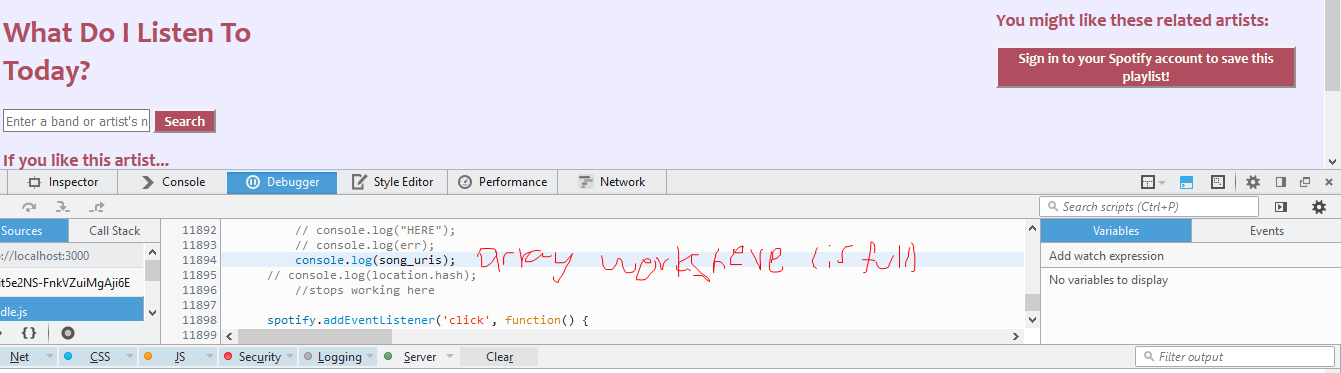 What Do I Listen To
Today?
You might like these related artists:
Sign in to your Spotify account to save this
playlist!
Enter a band or artist's n
Search
If you like this artist...
Inspector
Console
Debugger
Style Editor
Performance
Network
Search scripts (Ctrl+P)
Sources
Call Stack
Variables
Events
://localhost:3000
it5e2NS-FnkVZuiMgAji6E
dle.js
Add watch expression
No variables to display
11892 // console.log("HERE");
11893 // console.log(err);
11894 console.log(song_uris); array works here (is full)
11895 // console.log(location.hash);
11896 //stops working here
11897
11898 spotify.addEventListener('click', function() {
11899
{}
Net
CSS
JS
Security
Logging
Server
Clear
Filter output